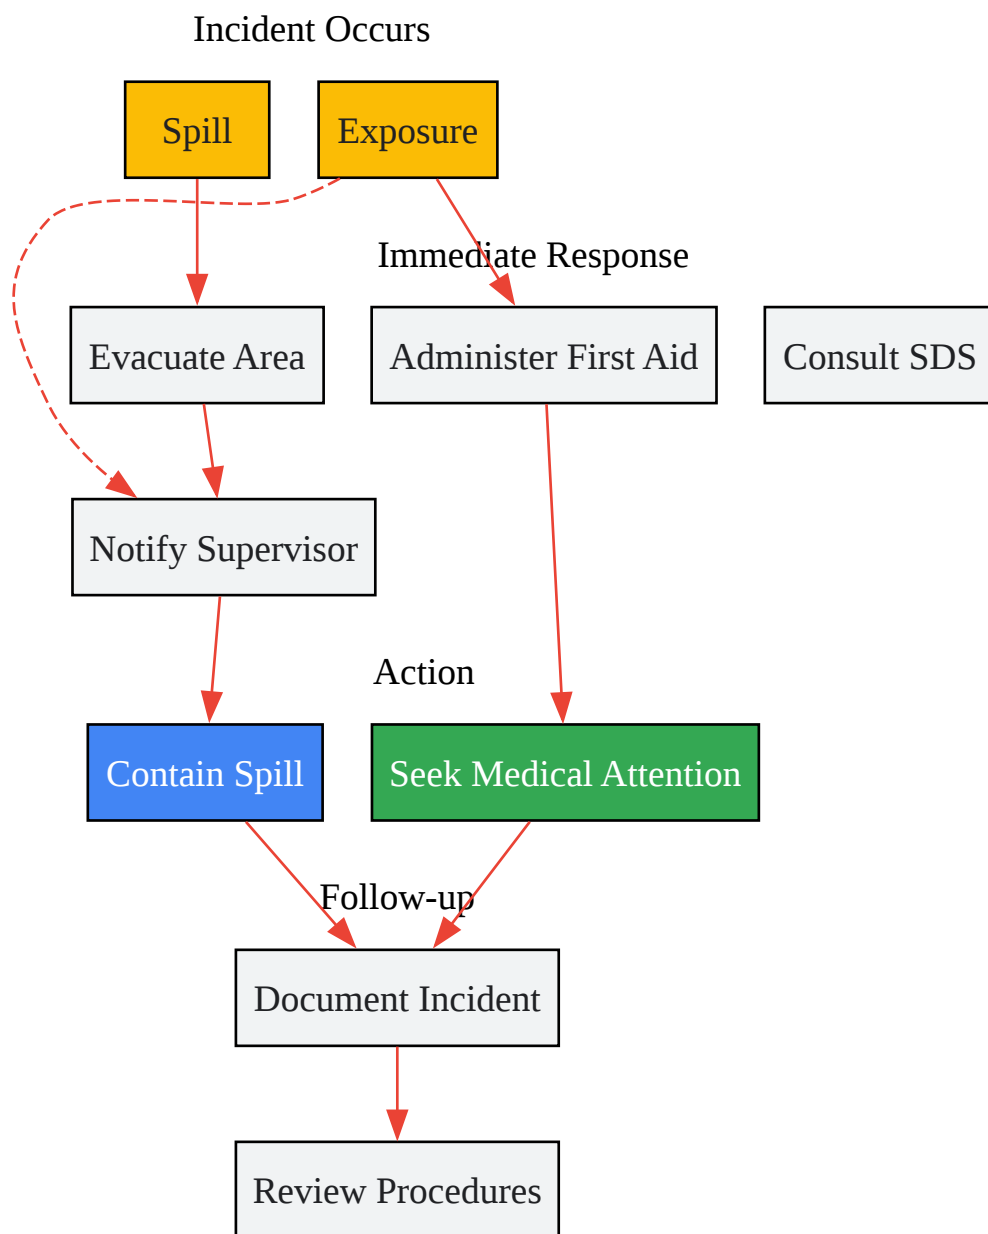 Incident Occurs
Spill
Exposure
Immediate Response
Evacuate Area
Administer First Aid
Consult SDS
Notify Supervisor
Action
Contain Spill
Seek Medical Attention
Follow-up
Document Incident
Review Procedures